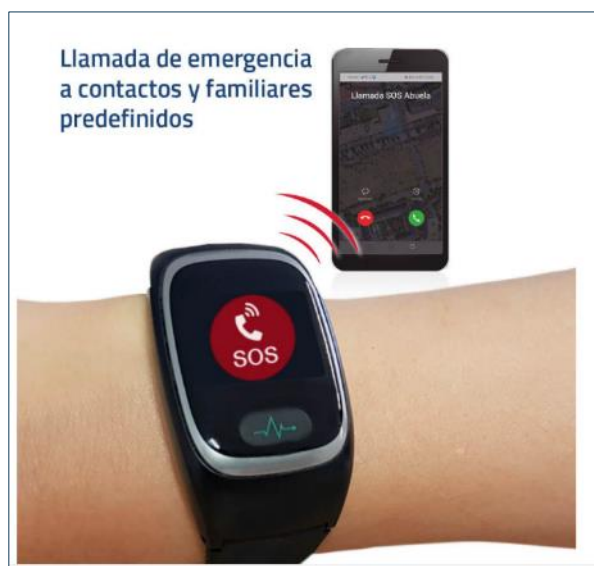 Llamada de emergencia
a contactos y familiares
predefinidos
Llamada SOS Abuela
SOS